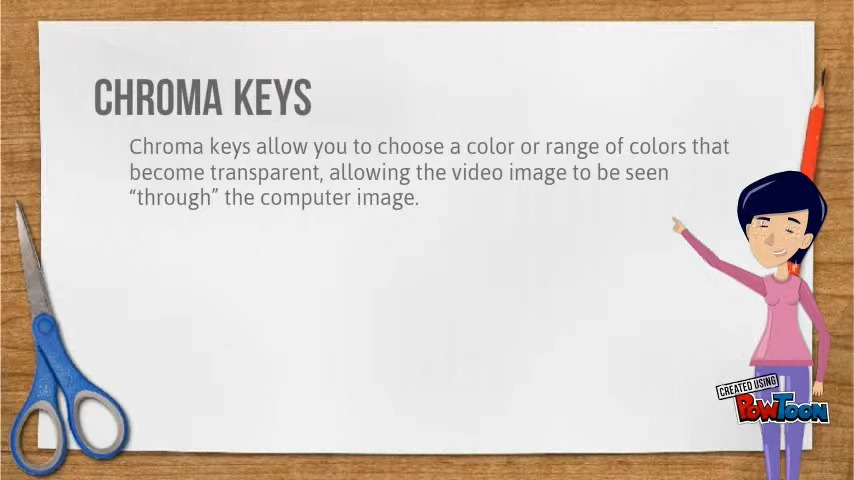 CHROMA KEYS
Chroma keys allow you to choose a color or range of colors that
become transparent, allowing the video image to be seen
“through” the computer image.
CREATED USING
PowToon